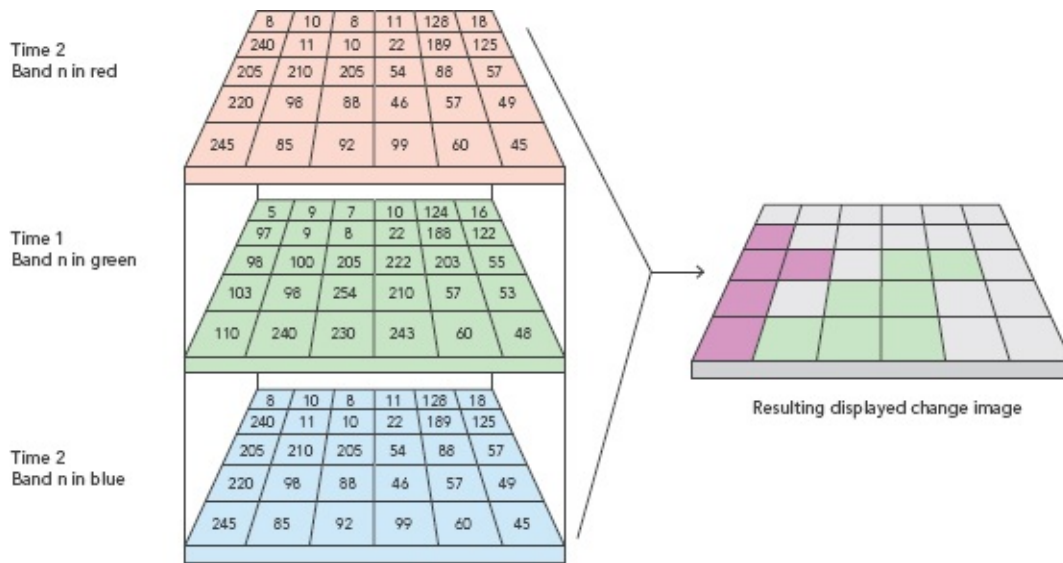 Time 2
Band n in red
8 10 8 11 128 18
240 11 10 22 189 125
205 210 205 54 88 57
220 98 88 46 57 49
245 85 92 99 60 45
Time 1
Band n in green
5 9 7 10 124 16
97 9 8 22 188 122
98 100 205 222 203 55
103 98 254 210 57 53
110 240 230 243 60 48
Time 2
Band n in blue
8 10 8 11 128 18
240 11 10 22 189 125
205 210 205 54 88 57
220 98 88 46 57 49
245 85 92 99 60 45
Resulting displayed change image